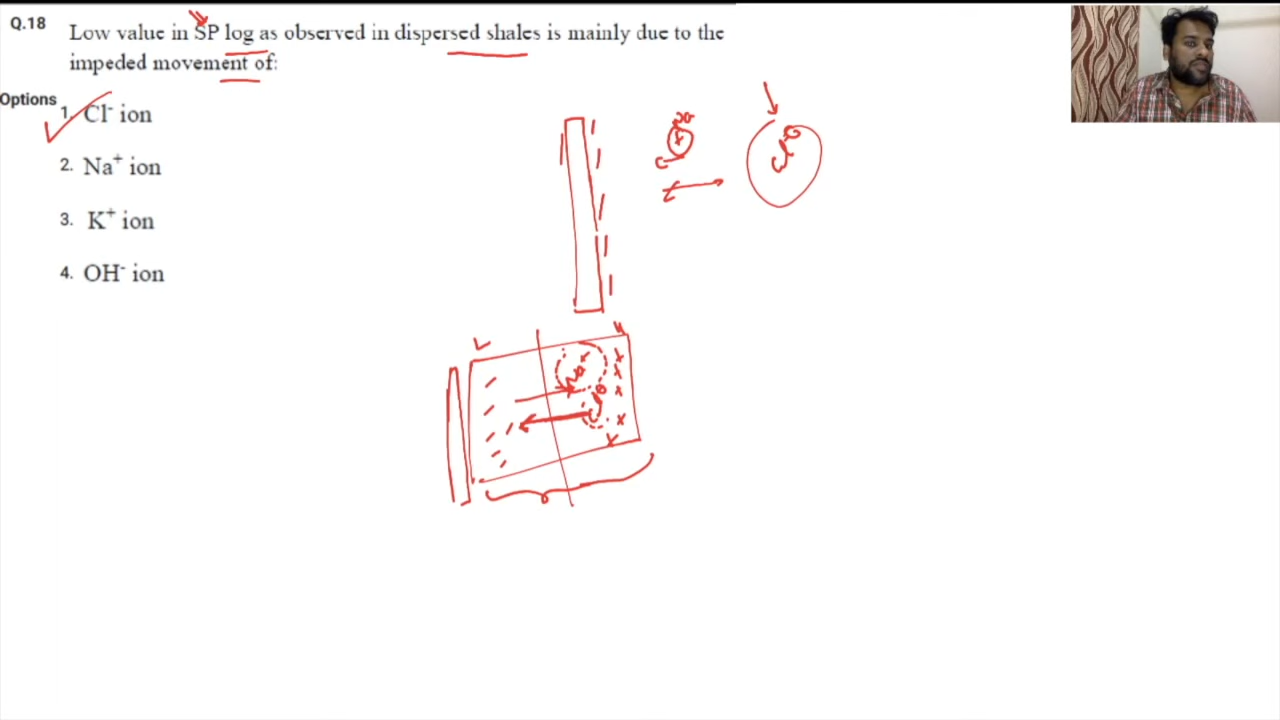 Q.18 Low value in SP log as observed in dispersed shales is mainly due to the
impeded movement of:
Options
1. Cl⁻ ion
2. Na⁺ ion
3. K⁺ ion
4. OH⁻ ion